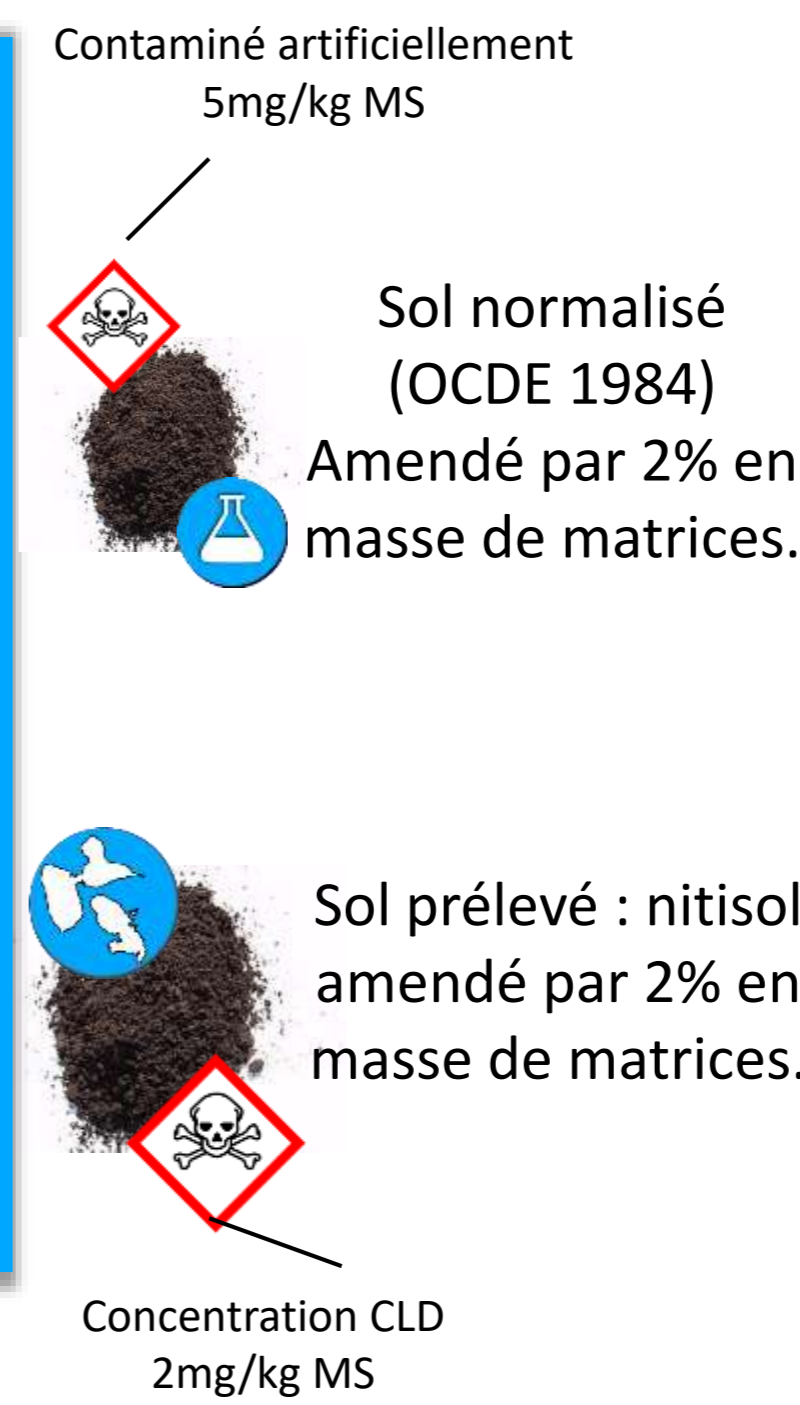 Contaminé artificiellement
5mg/kg MS
Sol normalisé
(OCDE 1984)
Amendé par 2% en
masse de matrices.
Sol prélevé : nitisol
amendé par 2% en
masse de matrices.
Concentration CLD
2mg/kg MS